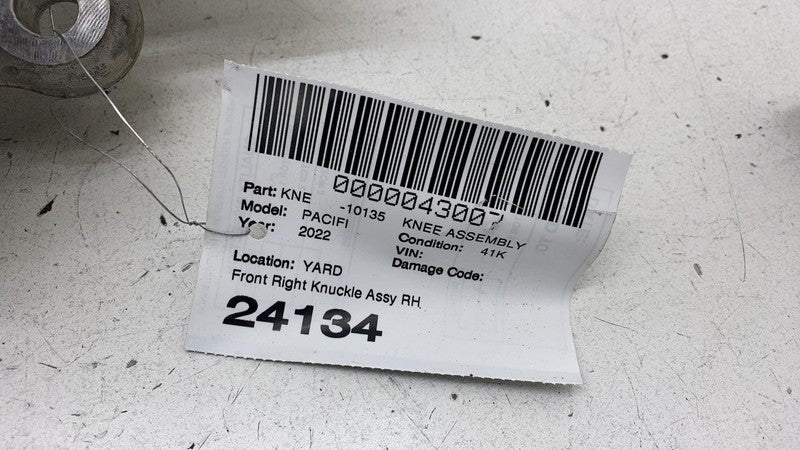 0000043007
Part: KNE -10135 KNEE ASSEMBLY
Model: PACIFI Condition: 41K
Year: 2022 VIN:
Damage Code:
Location: YARD
Front Right Knuckle Assy RH
24134